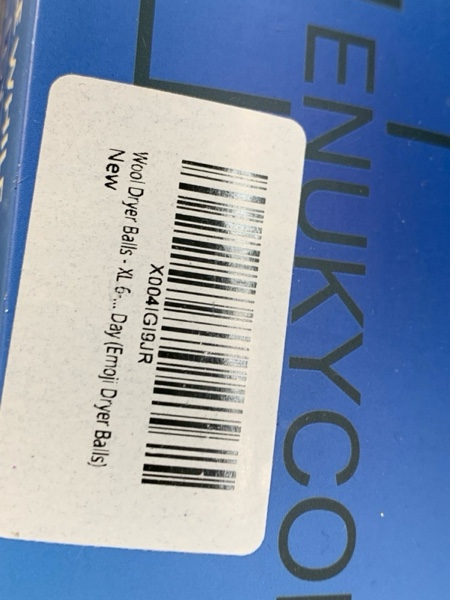 X004IGI9JR
Wool Dryer Balls - XL 6-... Day (Emoji Dryer Balls)
New
ENUKYCO